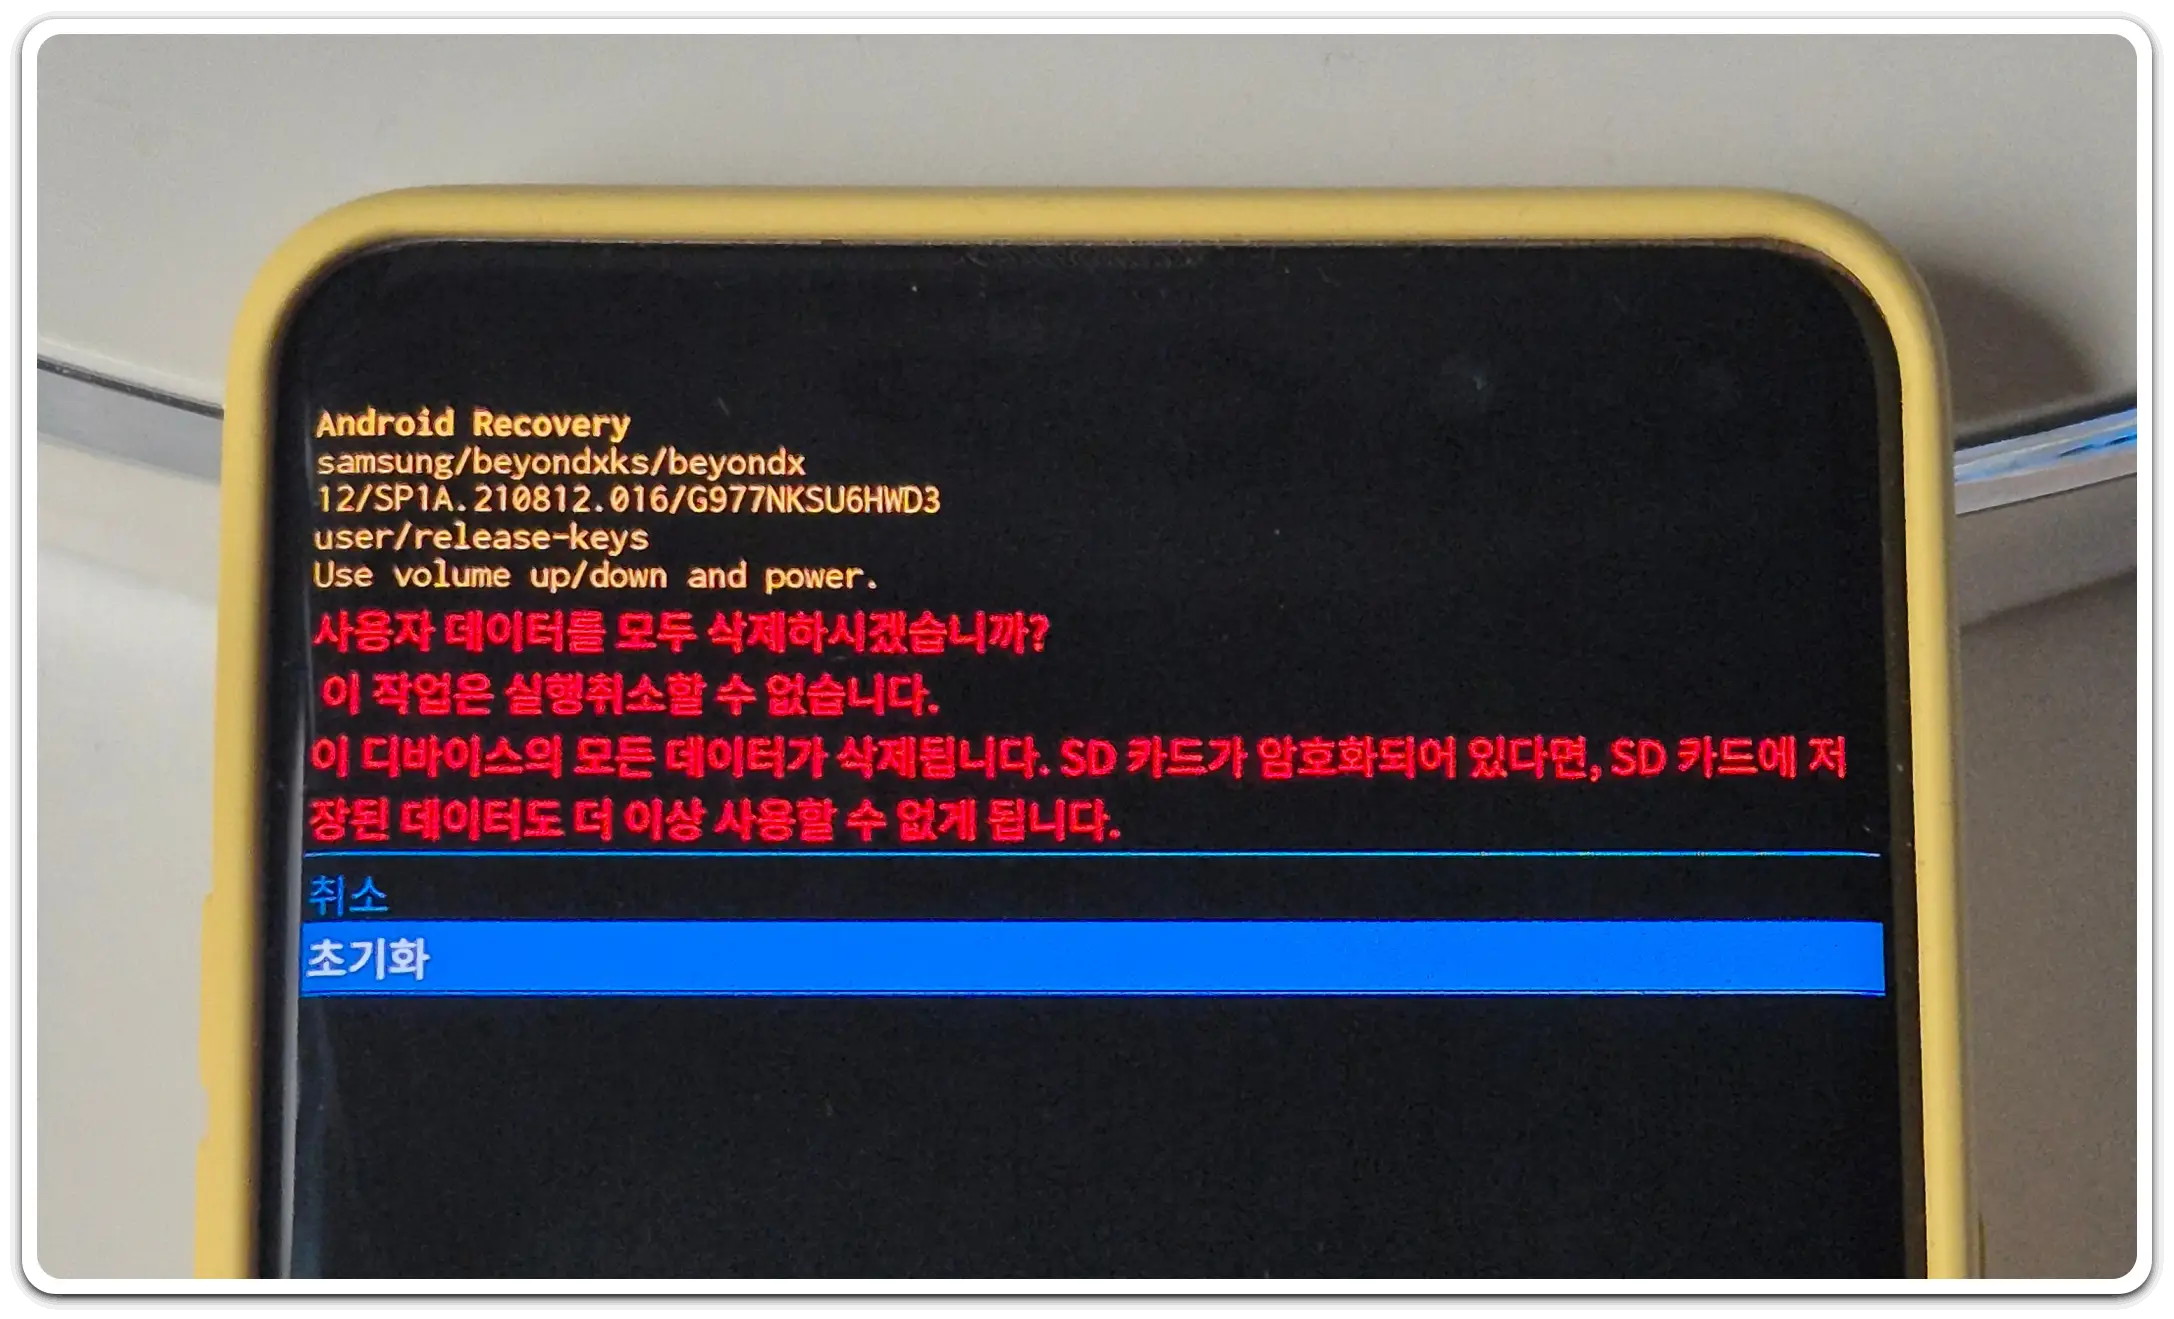 Android Recovery
samsung/beyondxks/beyondx
12/SP1A.210812.016/G977NKSU6HWD3
user/release-keys
Use volume up/down and power.
사용자 데이터를 모두 삭제하시겠습니까?
이 작업은 실행취소할 수 없습니다.
이 디바이스의 모든 데이터가 삭제됩니다. SD 카드가 암호화되어 있다면, SD 카드에 저
장된 데이터도 더 이상 사용할 수 없게 됩니다.
취소
초기화